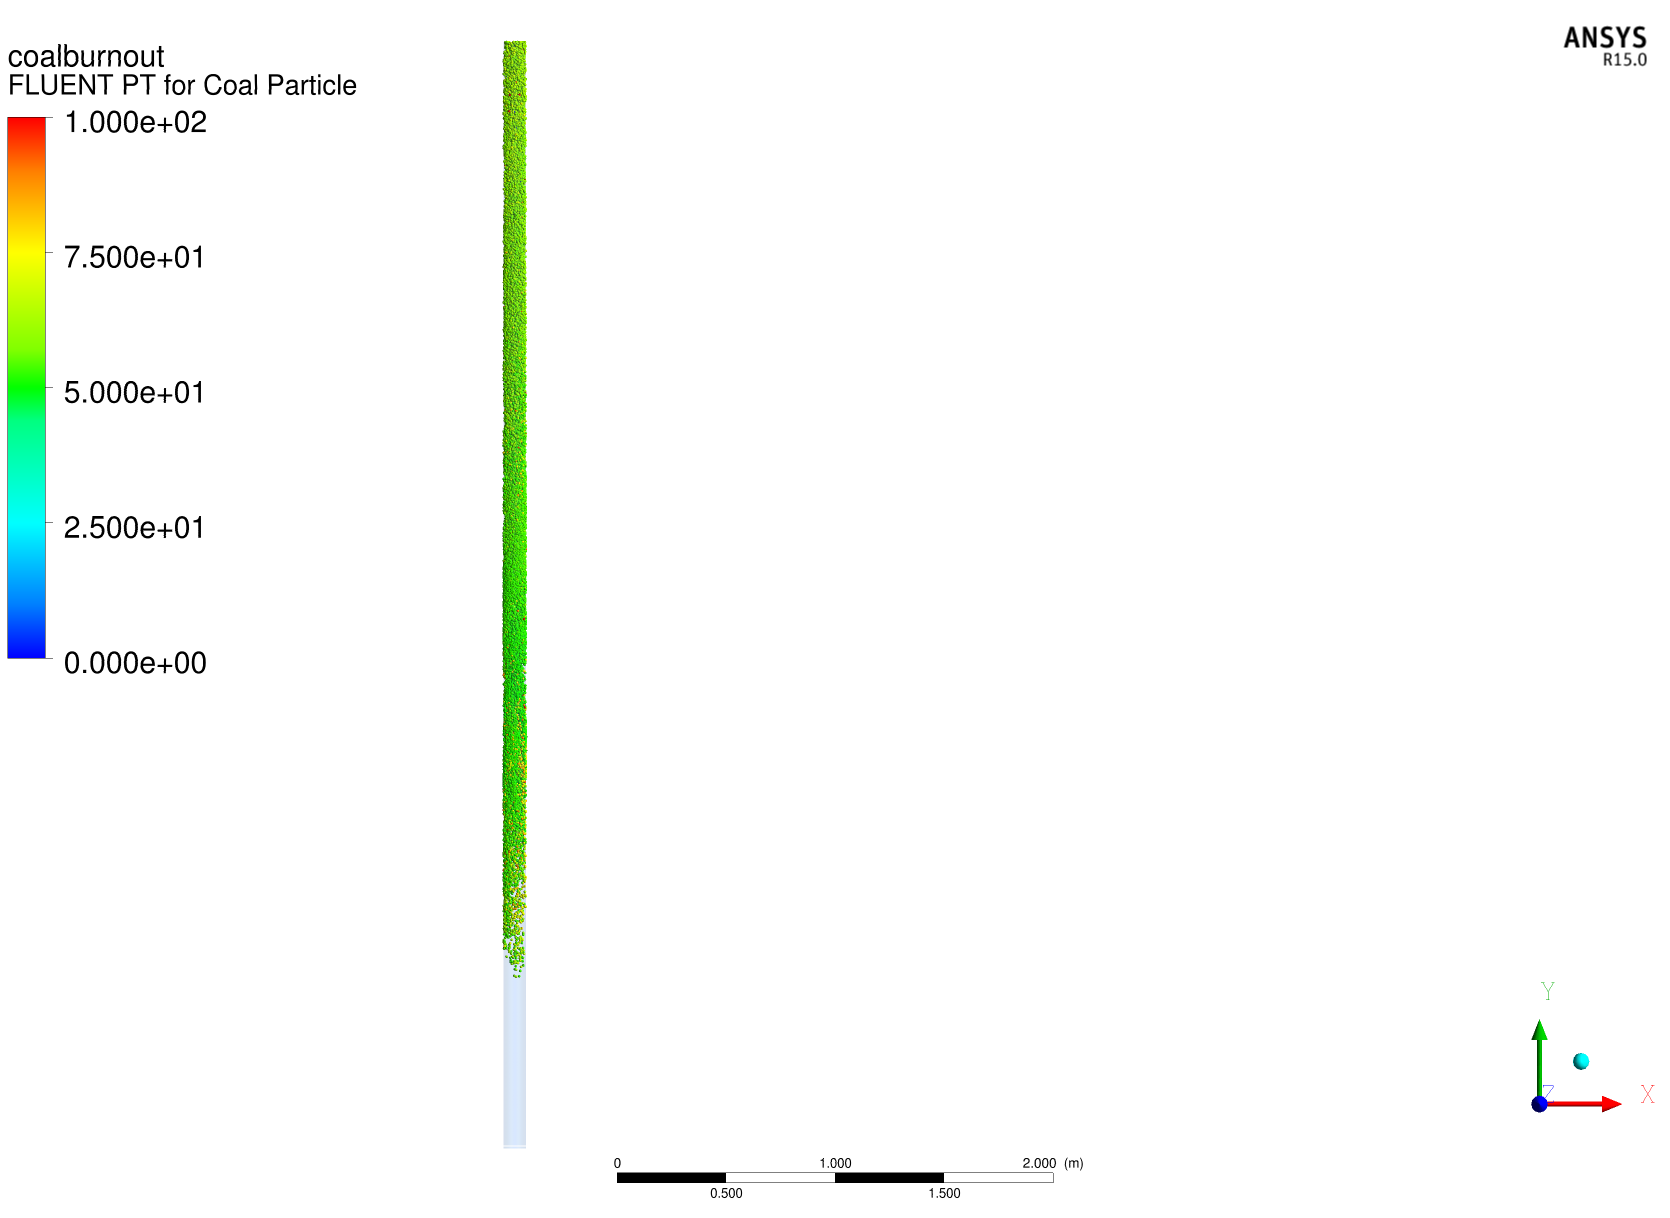 coalburnout
FLUENT PT for Coal Particle
1.000e+02
7.500e+01
5.000e+01
2.500e+01
0.000e+00
ANSYS
R15.0
Y
Z
X
0 1.000 2.000 (m)
0.500 1.500